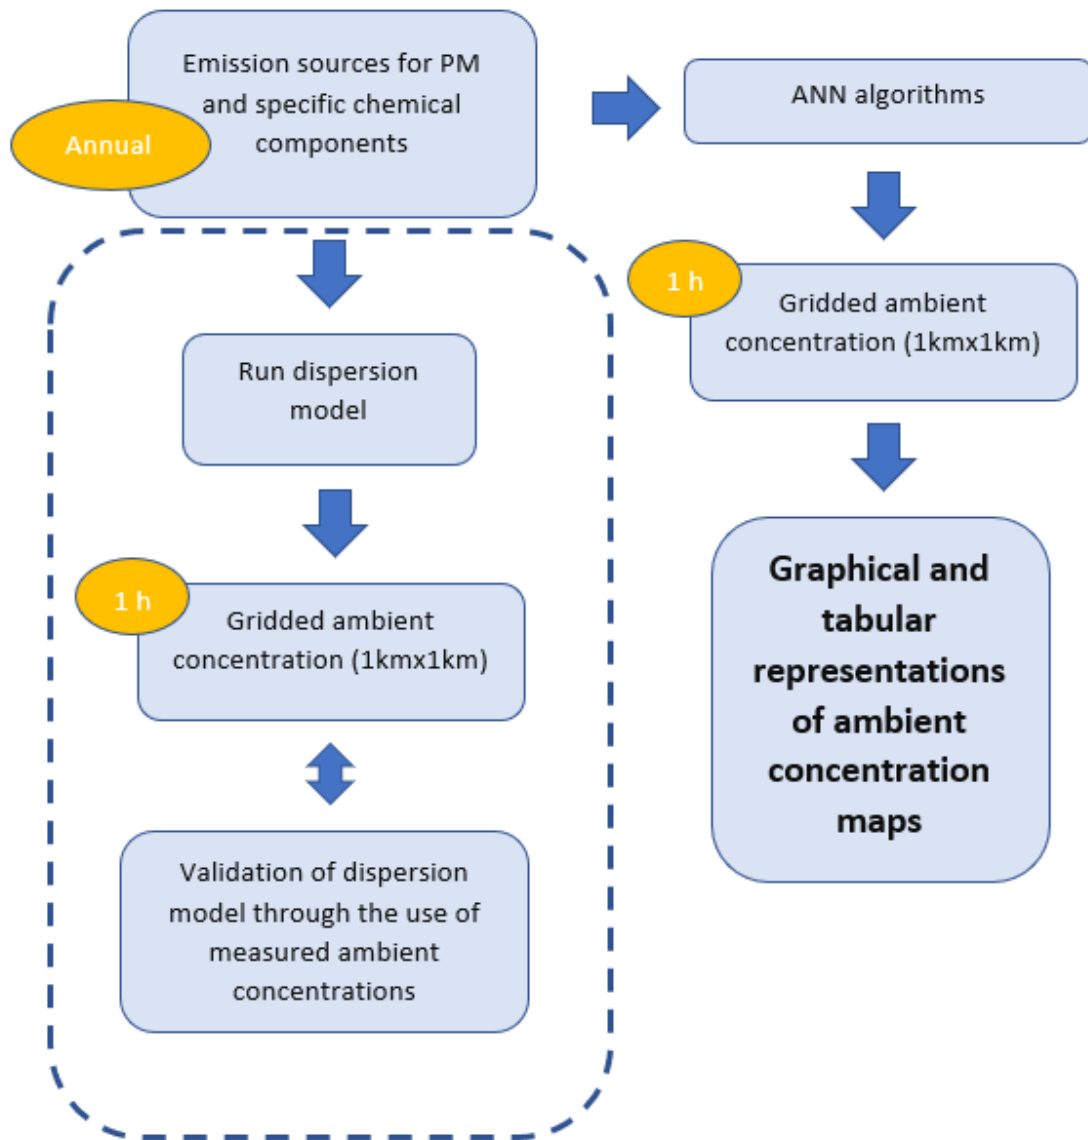 Emission sources for PM
and specific chemical
components
Annual
ANN algorithms
1 h
Gridded ambient
concentration (1kmx1km)
Run dispersion
model
1 h
Gridded ambient
concentration (1kmx1km)
Graphical and
tabular
representations
of ambient
concentration
maps
Validation of dispersion
model through the use of
measured ambient
concentrations